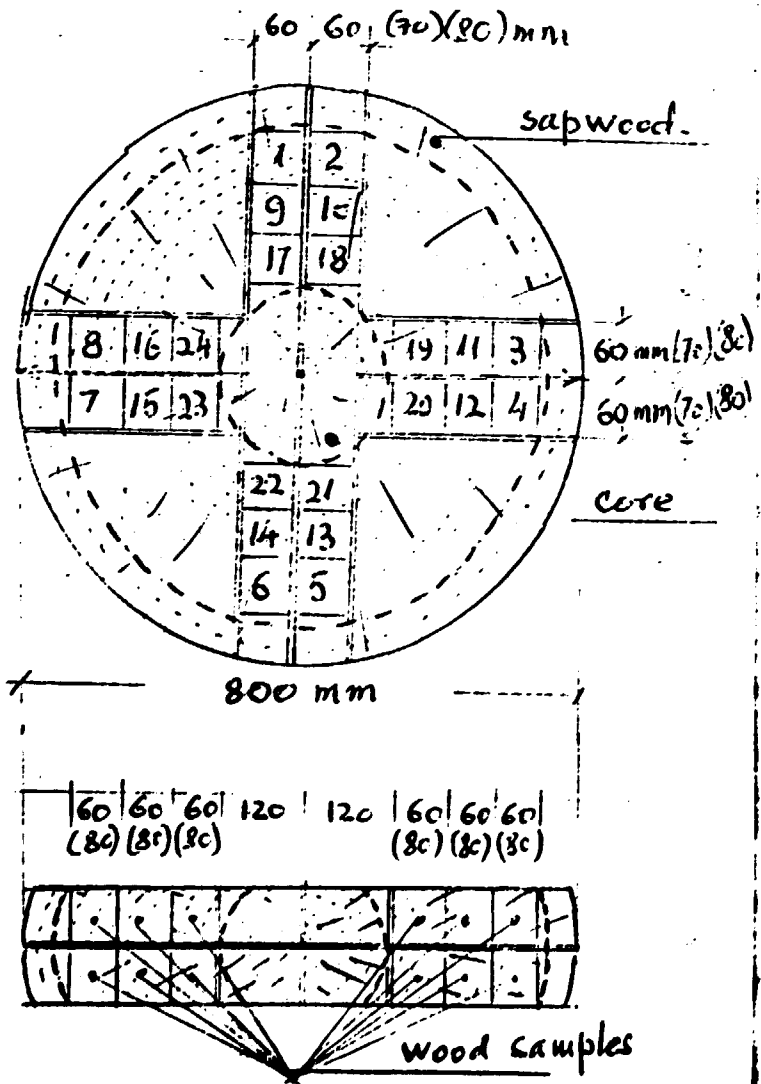 60 60 (70)(80) mm
sapwood.
1 2
9 10
17 18
8 16 24 19 11 3 60 mm (70)(80)
7 15 23 20 12 4 60 mm (70)(80)
22 21
core
14 13
6 5
800 mm
60 60 60 120 120 60 60 60
(80) (80) (80) (80) (80) (80)
wood samples